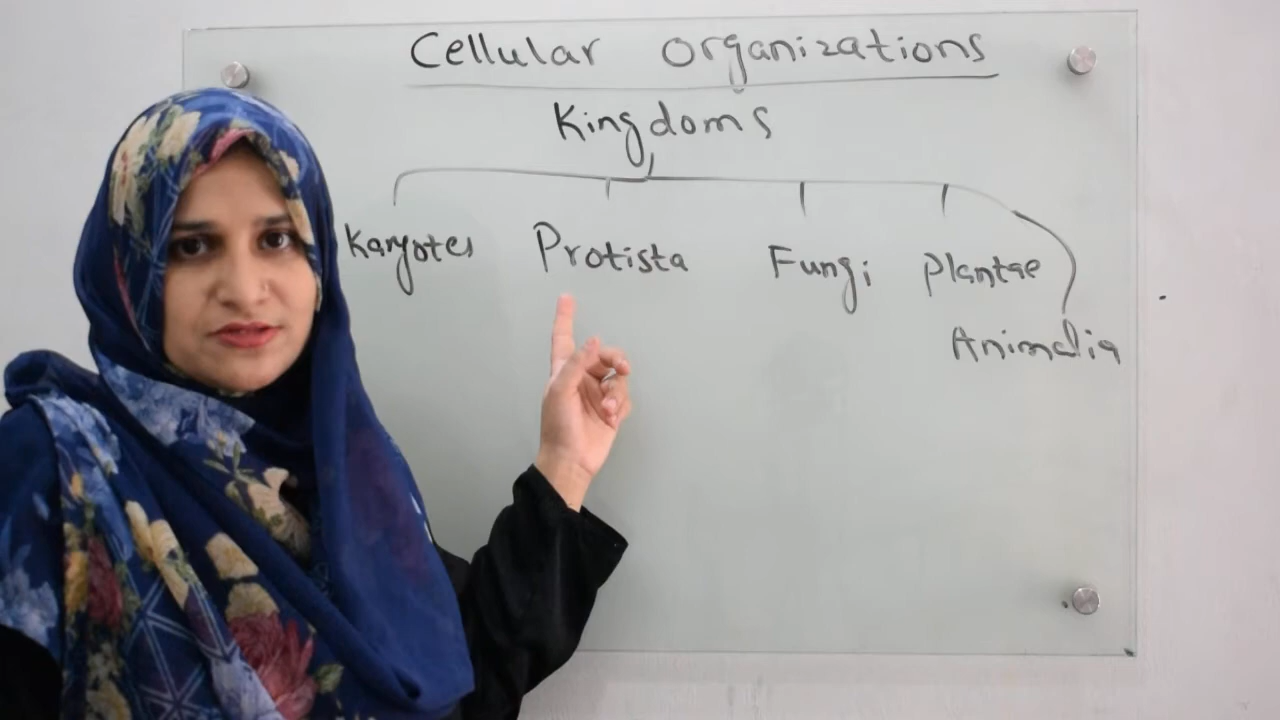 Cellular organizations
Kingdoms
Karyotes Protista Fungi Plantae
Animalia